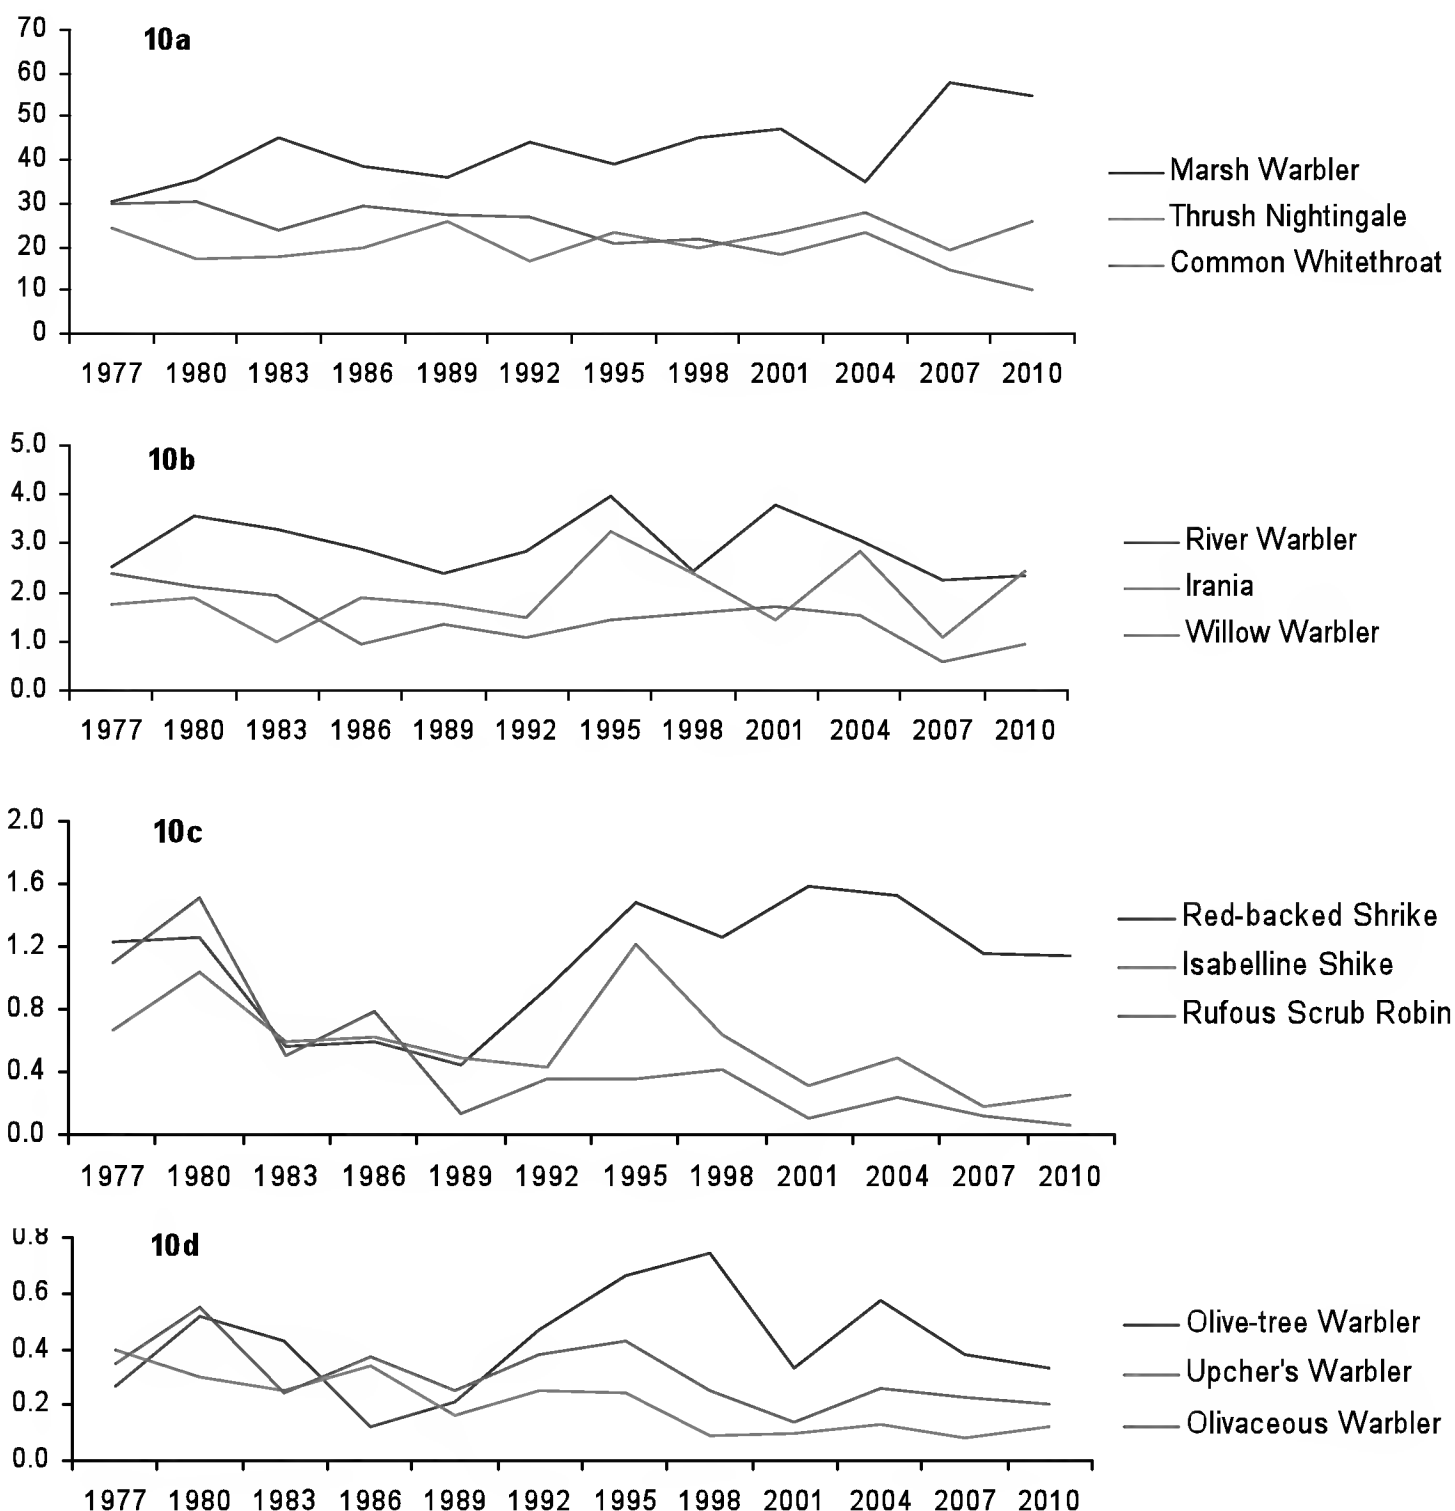 10a
70
60
50
40
30
20
10
0
1977 1980 1983 1986 1989 1992 1995 1998 2001 2004 2007 2010
Marsh Warbler
Thrush Nightingale
Common Whitethroat
10b
5.0
4.0
3.0
2.0
1.0
0.0
1977 1980 1983 1986 1989 1992 1995 1998 2001 2004 2007 2010
River Warbler
Irania
Willow Warbler
10c
2.0
1.6
1.2
0.8
0.4
0.0
1977 1980 1983 1986 1989 1992 1995 1998 2001 2004 2007 2010
Red-backed Shrike
Isabelline Shike
Rufous Scrub Robin
10d
0.8
0.6
0.4
0.2
0.0
1977 1980 1983 1986 1989 1992 1995 1998 2001 2004 2007 2010
Olive-tree Warbler
Upcher's Warbler
Olivaceous Warbler